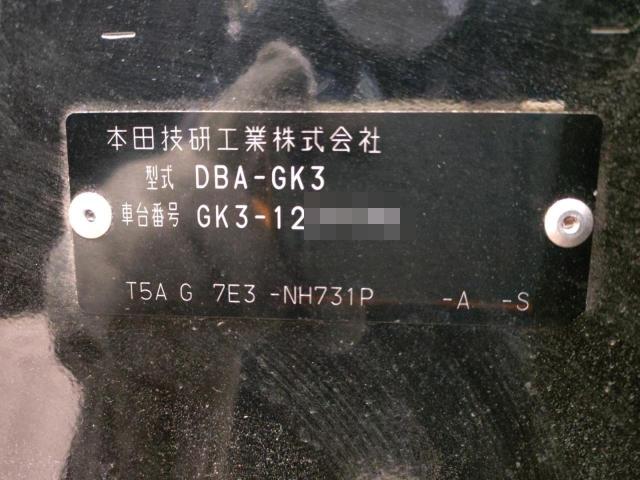 本田技研工業株式会社
型式 DBA-GK3
車台番号 GK3-12
T5A G 7E3 -NH731P -A -S